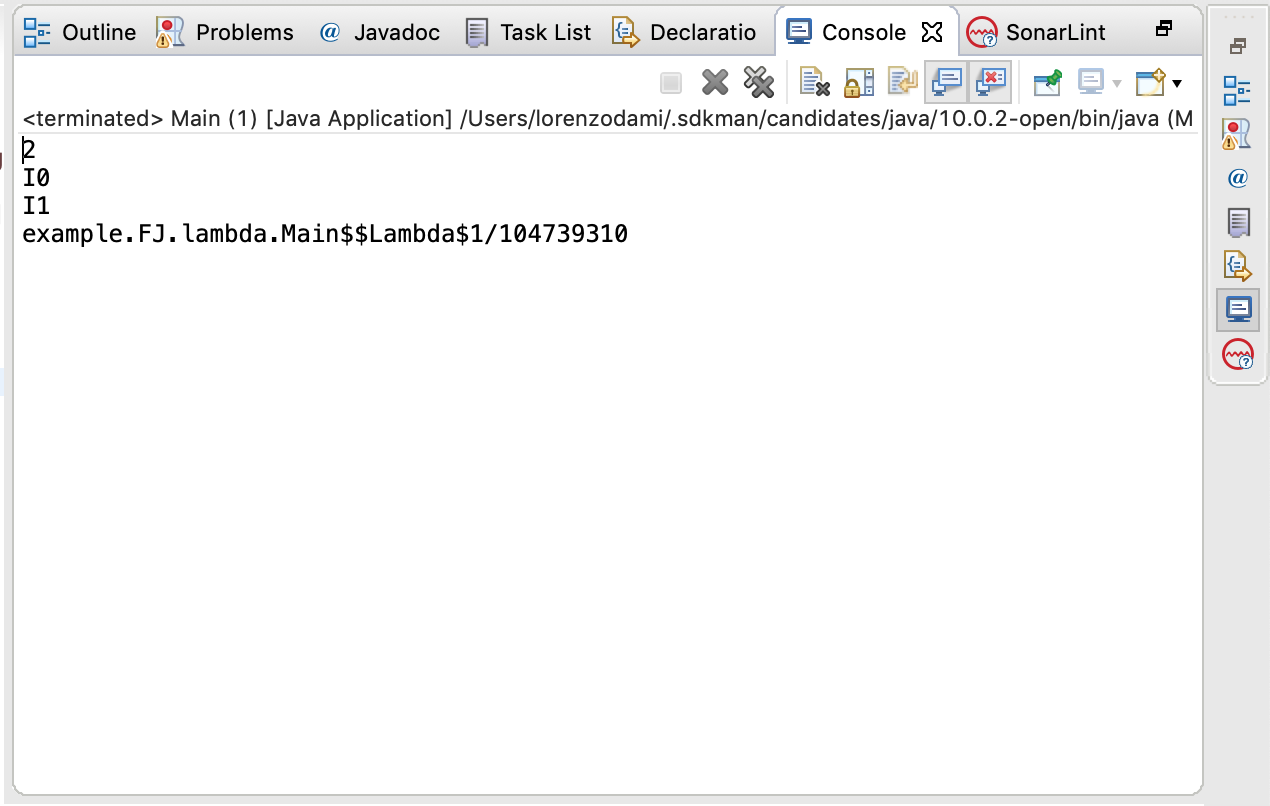 Outline Problems @ Javadoc Task List Declaratio Console SonarLint
<terminated> Main (1) [Java Application] /Users/lorenzodami/.sdkman/candidates/java/10.0.2-open/bin/java (M
2
I0
I1
example.FJ.lambda.Main$$Lambda$1/104739310